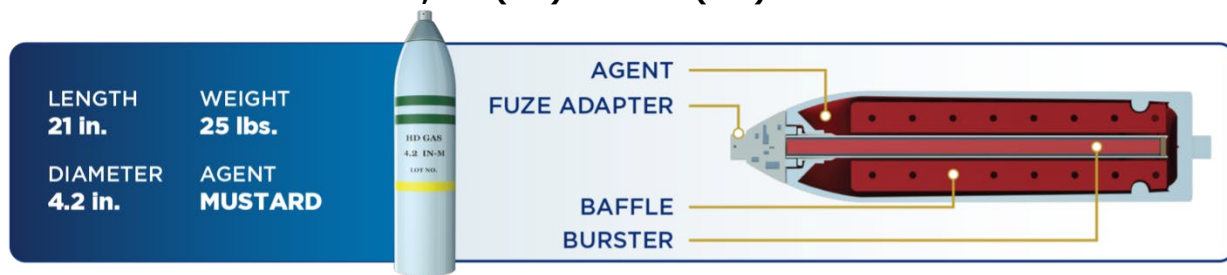 LENGTH
21 in.
WEIGHT
25 lbs.
DIAMETER
4.2 in.
AGENT
MUSTARD
HD GAS
4.2 IN-M
LOT NO.
AGENT
FUZE ADAPTER
BAFFLE
BURSTER